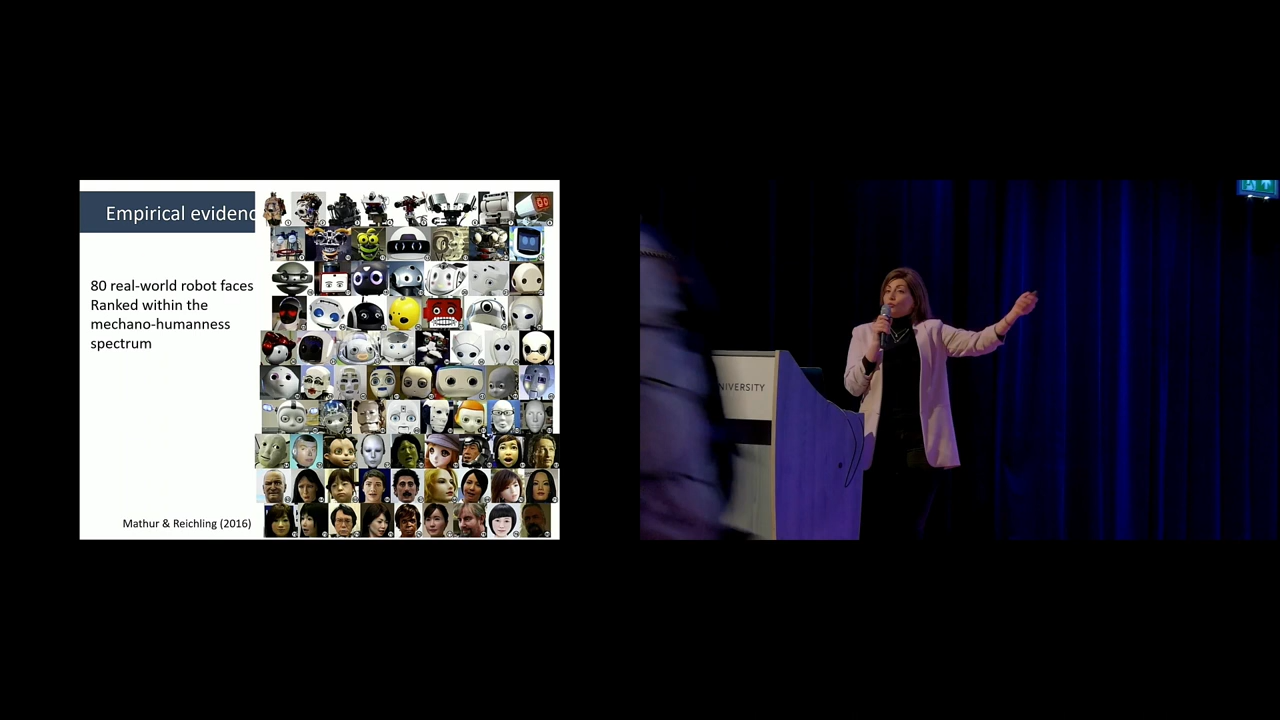 Empirical evidenc
80 real-world robot faces
Ranked within the
mechano-humanness
spectrum
Mathur & Reichling (2016)
NIVERSITY